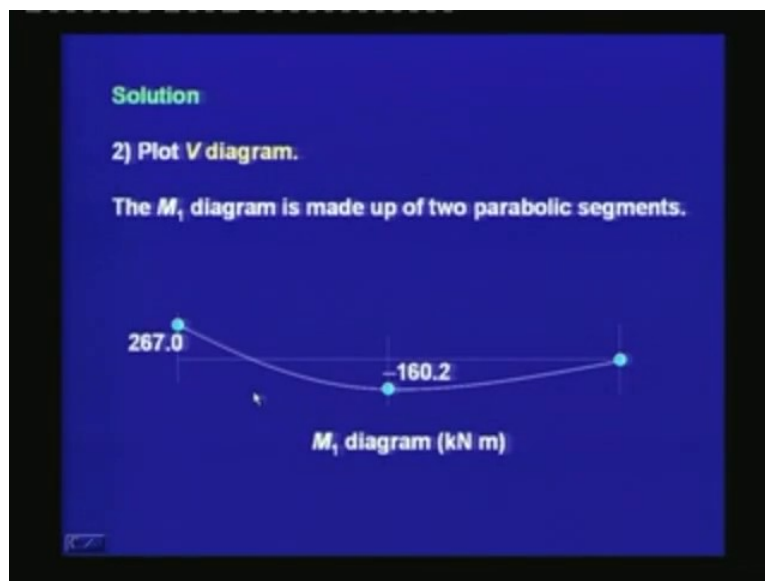 Solution
2) Plot V diagram.
The M₁ diagram is made up of two parabolic segments.
267.0
–160.2
M₁ diagram (kN m)